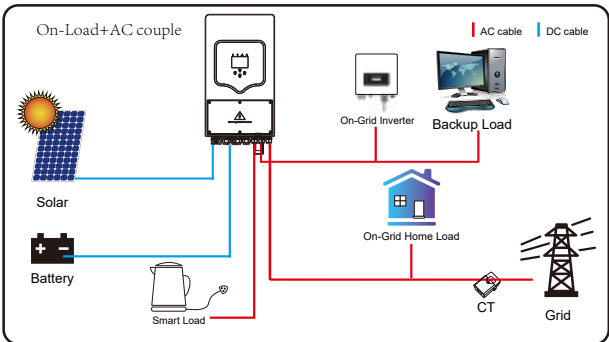 On-Load+AC couple
AC cable
DC cable
On-Grid Inverter
Backup Load
Solar
On-Grid Home Load
Battery
Smart Load
CT
Grid